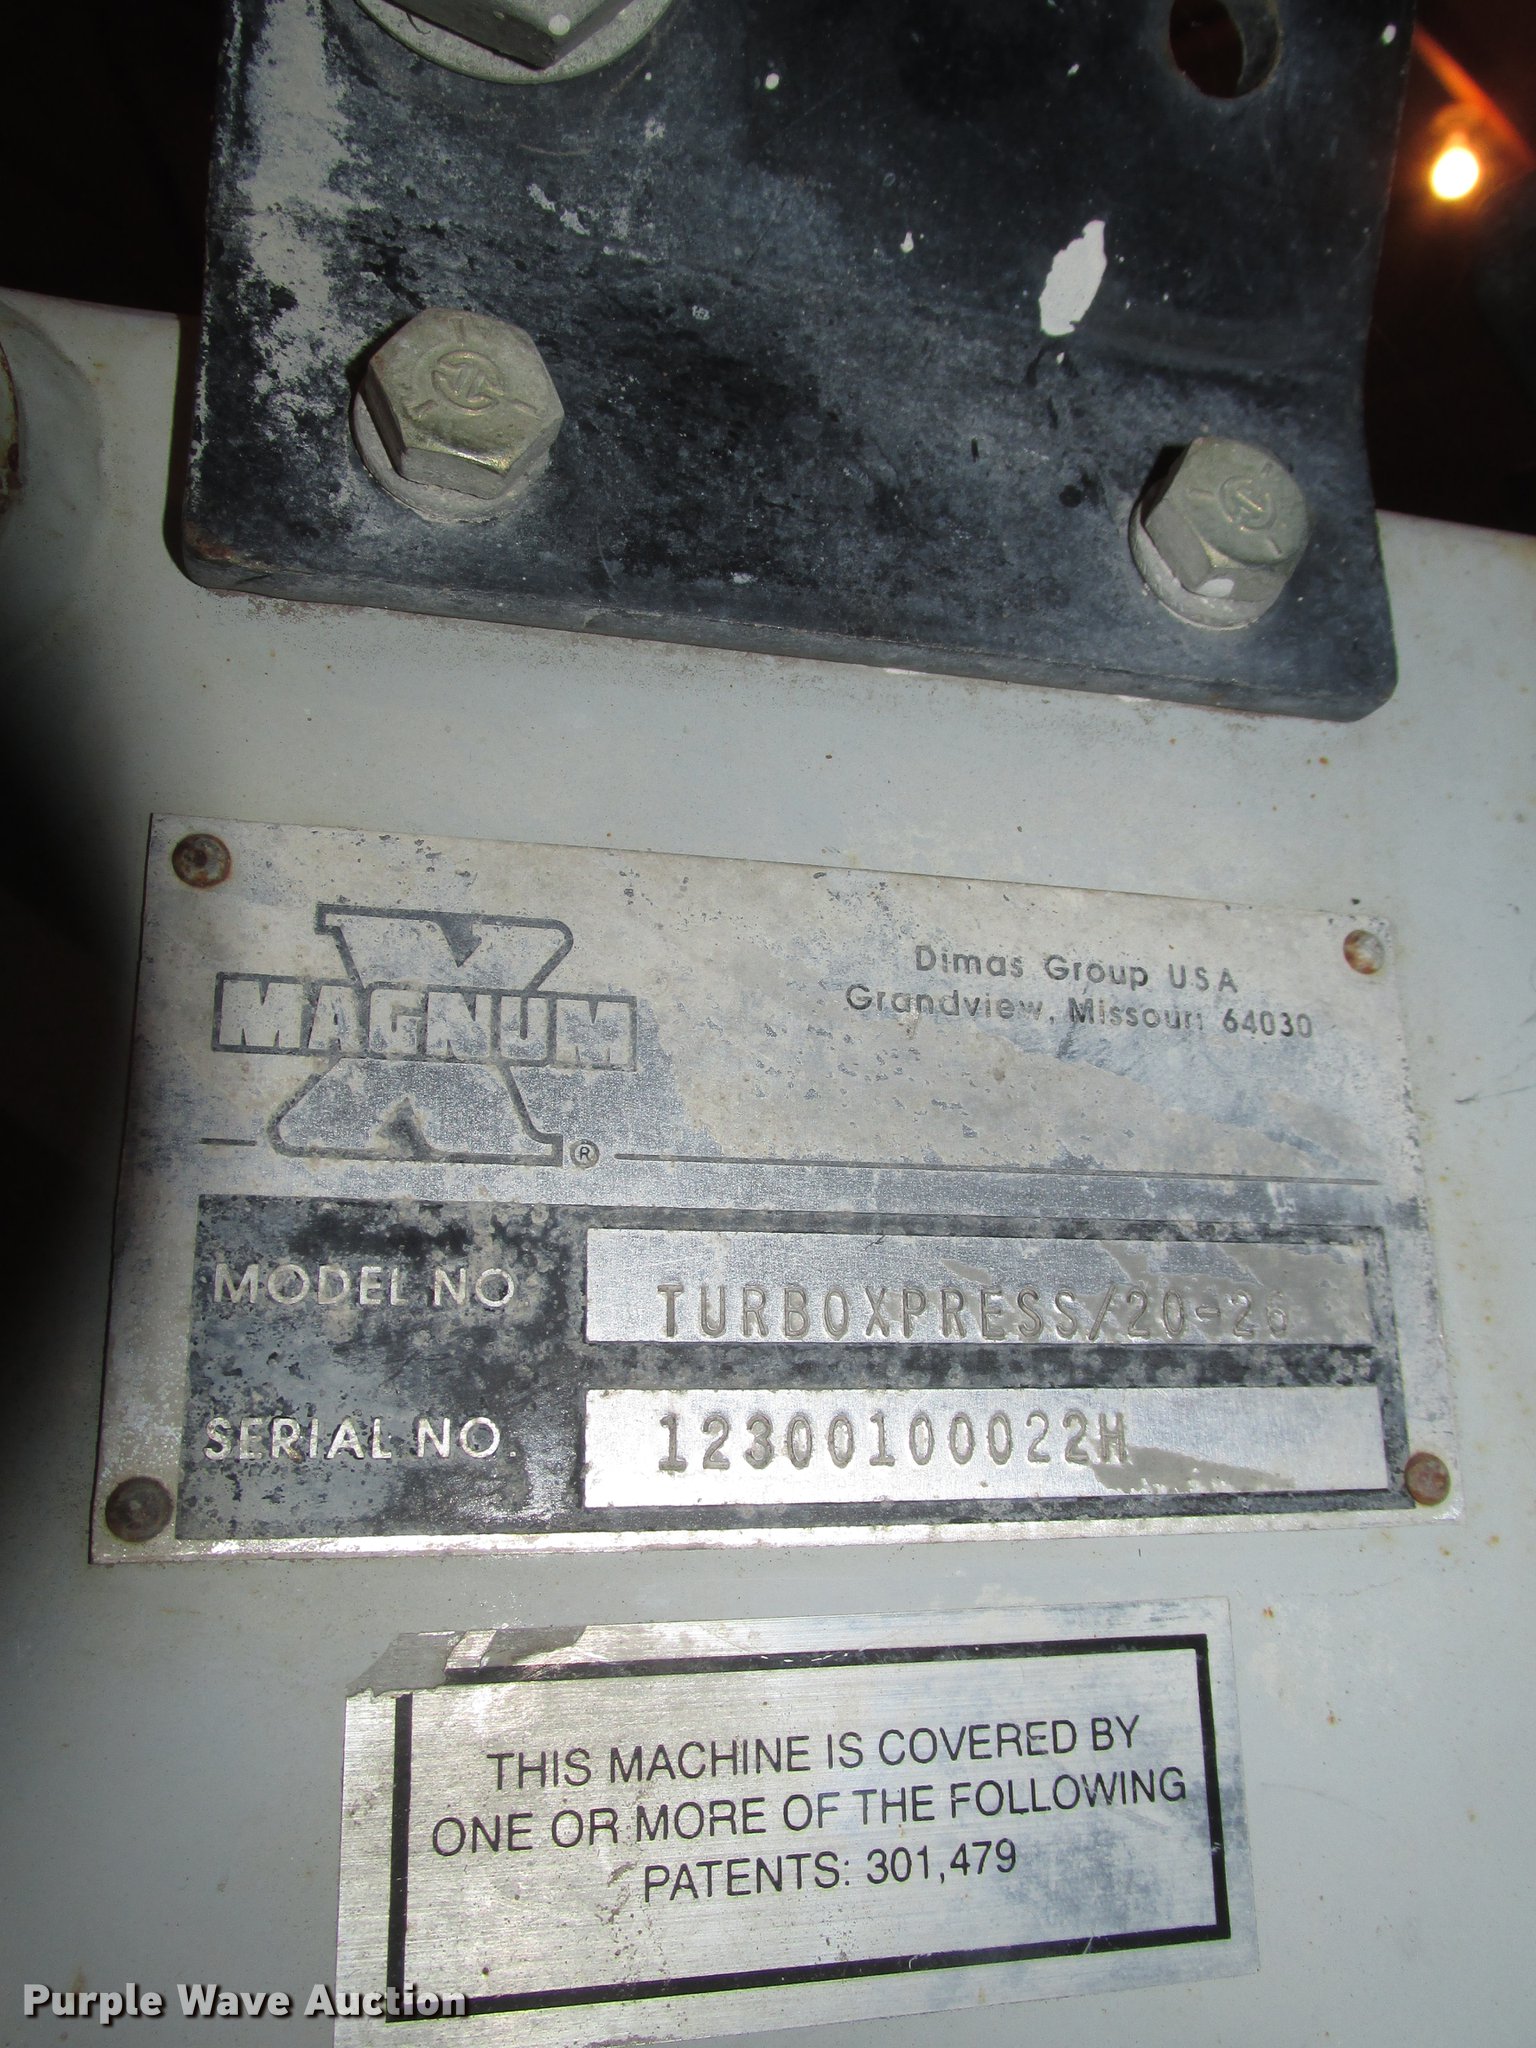 X
MAGNUM
®
Dimas Group USA
Grandview, Missouri 64030
MODEL NO
TURBOXPRESS/20-26
SERIAL NO.
12300100022H
THIS MACHINE IS COVERED BY
ONE OR MORE OF THE FOLLOWING
PATENTS: 301,479
Purple Wave Auction